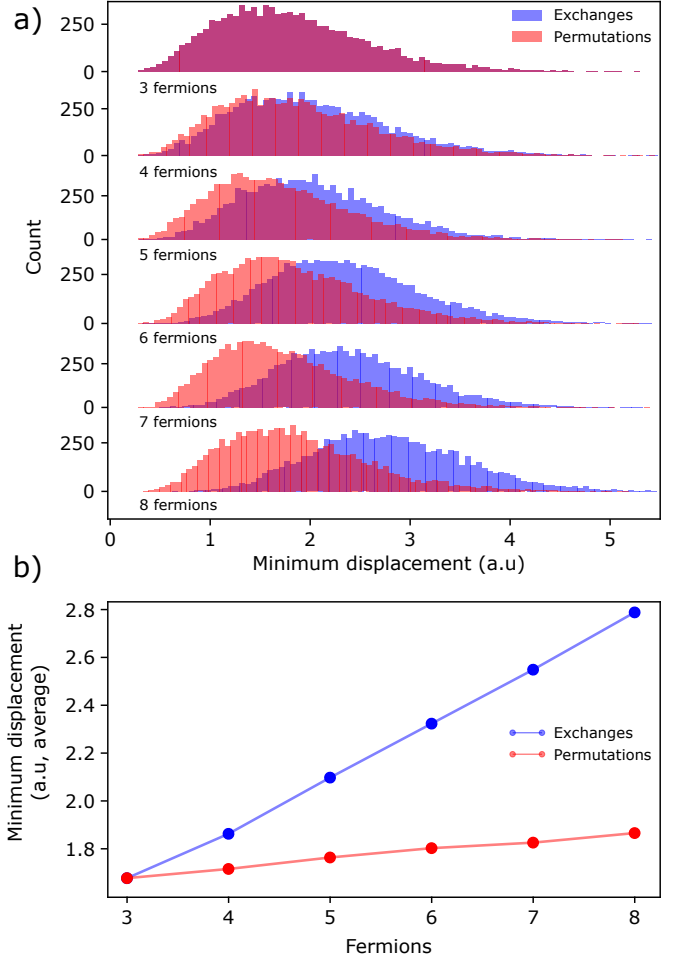 a)
Exchanges
Permutations
250
0
3 fermions
250
0
4 fermions
250
0
5 fermions
250
0
6 fermions
250
0
7 fermions
250
0
8 fermions
Count
0 1 2 3 4 5
Minimum displacement (a.u)
b)
2.8
2.6
2.4
2.2
2.0
1.8
Minimum displacement
(a.u, average)
Exchanges
Permutations
3 4 5 6 7 8
Fermions